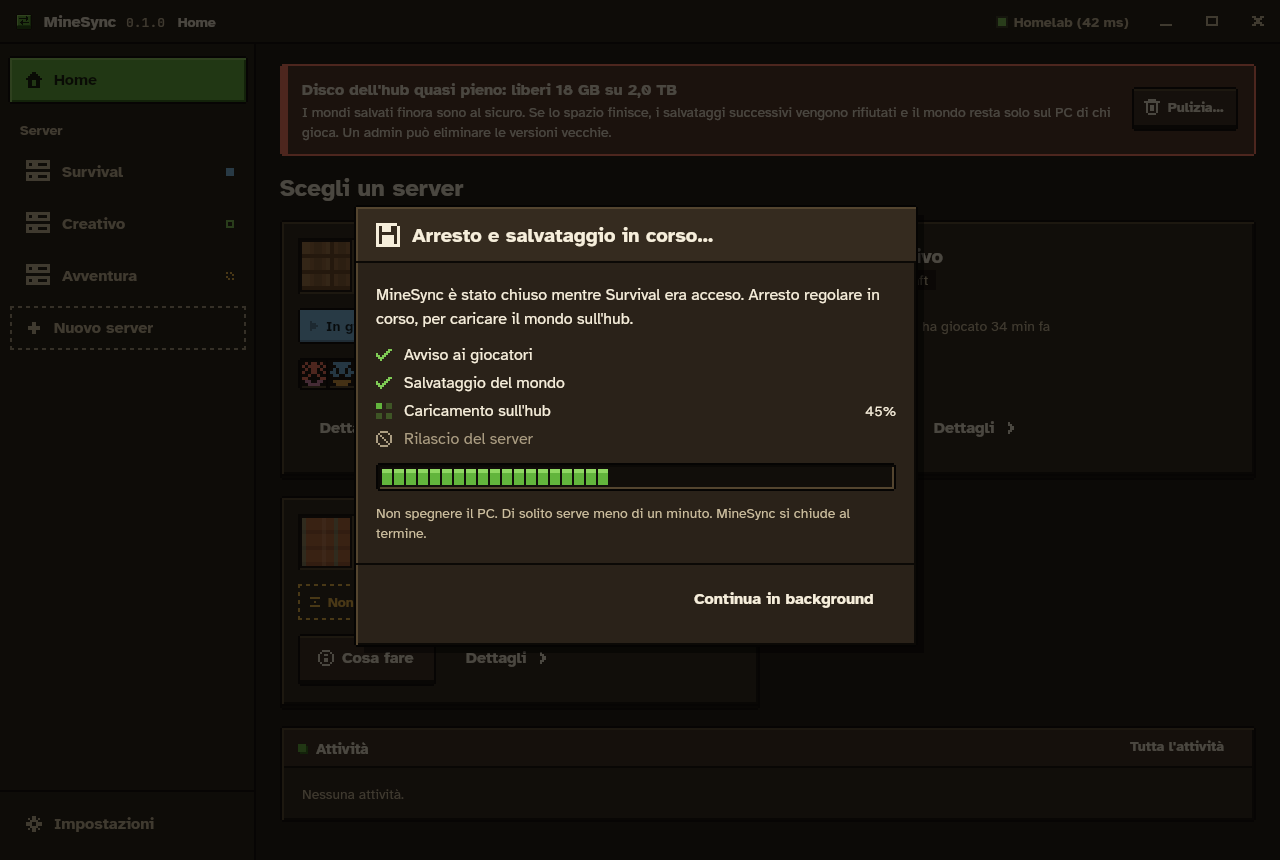 MineSync 0.1.0 Home
Homelab (42 ms)
Home
Server
Survival
Creativo
Avventura
Nuovo server
Impostazioni
Disco dell'hub quasi pieno: liberi 18 GB su 2,0 TB
I mondi salvati finora sono al sicuro. Se lo spazio finisce, i salvataggi successivi vengono rifiutati e il mondo resta solo sul PC di chi
gioca. Un admin può eliminare le versioni vecchie.
Pulizia...
Scegli un server
Arresto e salvataggio in corso...
MineSync è stato chiuso mentre Survival era acceso. Arresto regolare in
corso, per caricare il mondo sull'hub.
Avviso ai giocatori
Salvataggio del mondo
Caricamento sull'hub 45%
Rilascio del server
Non spegnere il PC. Di solito serve meno di un minuto. MineSync si chiude al
termine.
Continua in background
In g
Dett
ivo
ft
ha giocato 34 min fa
Dettagli
Non
Cosa fare
Dettagli
Attività
Tutta l'attività
Nessuna attività.